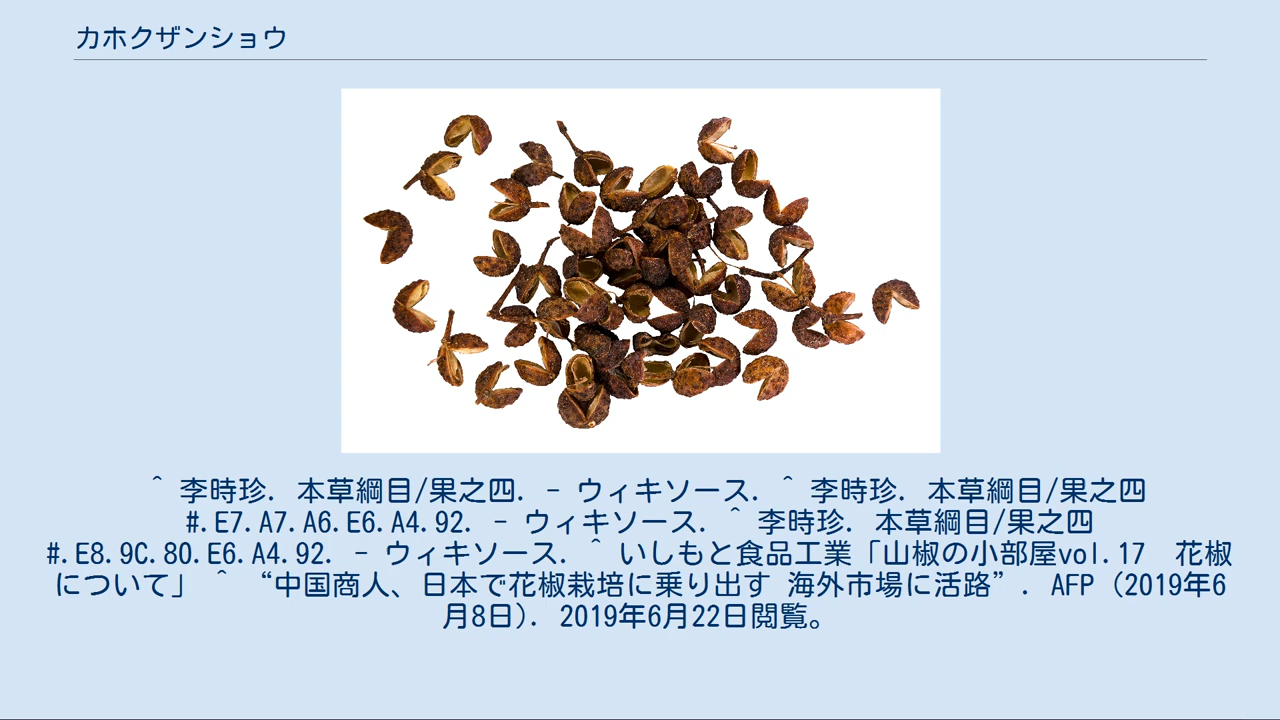 カホクザンショウ
^ 李時珍. 本草綱目/果之四. - ウィキソース. ^ 李時珍. 本草綱目/果之四
#.E7.A7.A6.E6.A4.92. - ウィキソース. ^ 李時珍. 本草綱目/果之四
#.E8.9C.80.E6.A4.92. - ウィキソース. ^ いしもと食品工業「山椒の小部屋vol.17　花椒
について」 ^ “中国商人、日本で花椒栽培に乗り出す 海外市場に活路”. AFP (2019年6
月8日). 2019年6月22日閲覧。